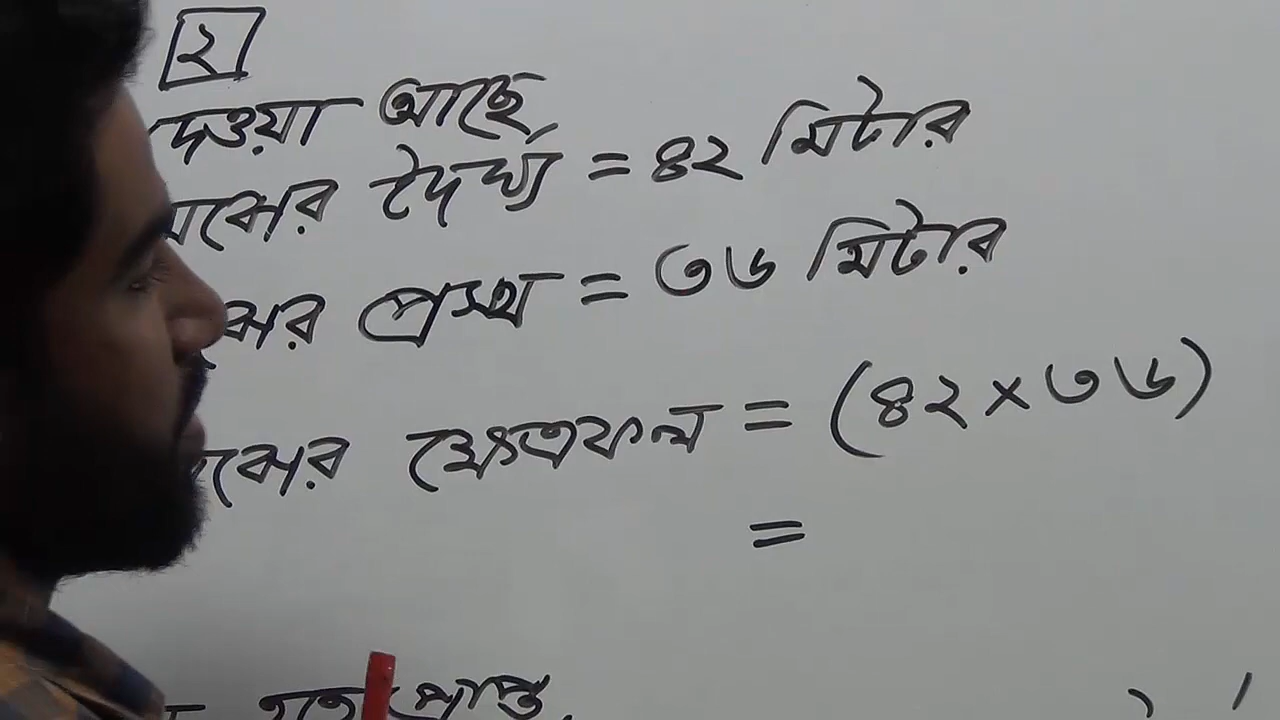 ২
দেওয়া আছে,
দৈর্ঘ্য = ৪২ মিটার
প্রস্থ = ৩৬ মিটার
ক্ষেত্রফল = (৪২ × ৩৬)
=
প্রাপ্ত,